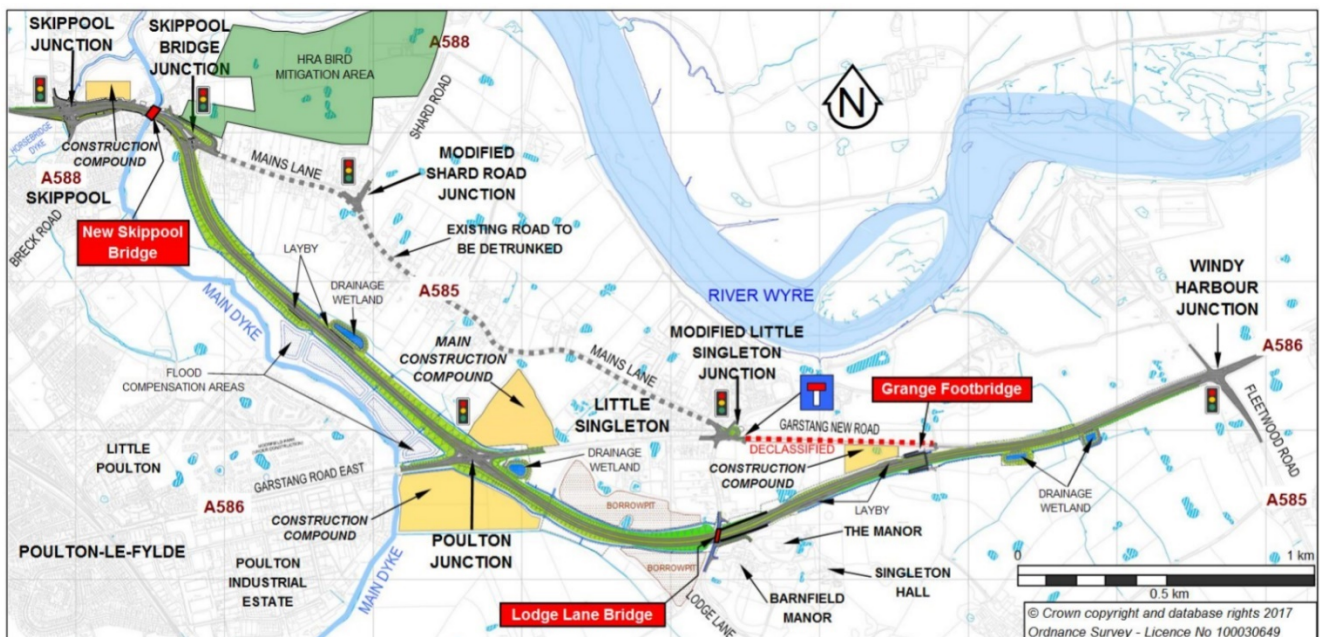 SKIPPOOL
JUNCTION
SKIPPOOL
BRIDGE
JUNCTION
HRA BIRD
MITIGATION AREA
A588
SHARD ROAD
N
HORSEBRIDGE
DYKE
CONSTRUCTION
COMPOUND
A588
SKIPPOOL
BRECK ROAD
New Skippool
Bridge
MAINS LANE
MODIFIED
SHARD ROAD
JUNCTION
EXISTING ROAD TO
BE DETRUNKED
LAYBY
DRAINAGE
WETLAND
A585
MAIN DYKE
RIVER WYRE
WINDY
HARBOUR
JUNCTION
MAIN
CONSTRUCTION
COMPOUND
MAINS LANE
MODIFIED LITTLE
SINGLETON
JUNCTION
A586
FLOOD
COMPENSATION AREAS
Grange Footbridge
FLEETWOOD ROAD
LITTLE
SINGLETON
GARSTANG NEW ROAD
DECLASSIFIED
LITTLE
POULTON
GARSTANG ROAD EAST
DRAINAGE
WETLAND
CONSTRUCTION
COMPOUND
A586
DRAINAGE
WETLAND
A585
LAYBY
CONSTRUCTION
COMPOUND
BORROWPIT
POULTON-LE-FYLDE
POULTON
JUNCTION
THE MANOR
POULTON
INDUSTRIAL
ESTATE
MAIN DYKE
BORROWPIT
LODGE LANE
SINGLETON
HALL
BARNFIELD
MANOR
Lodge Lane Bridge
0
1 km
0.5 km
© Crown copyright and database rights 2017
Ordnance Survey - Licence No 100030649